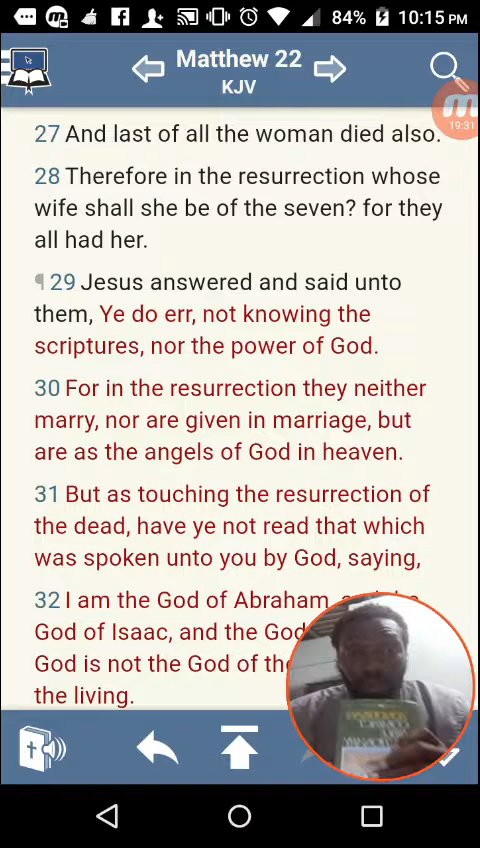 84% 10:15 PM
Matthew 22
KJV
19:31
27 And last of all the woman died also.
28 Therefore in the resurrection whose
wife shall she be of the seven? for they
all had her.
¶ 29 Jesus answered and said unto
them, Ye do err, not knowing the
scriptures, nor the power of God.
30 For in the resurrection they neither
marry, nor are given in marriage, but
are as the angels of God in heaven.
31 But as touching the resurrection of
the dead, have ye not read that which
was spoken unto you by God, saying,
32 I am the God of Abraham,
God of Isaac, and the God
God is not the God of
the living.